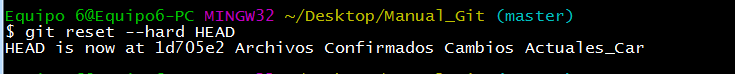 Equipo 6@Equipo6-PC MINGW32 ~/Desktop/Manual_Git (master)
$ git reset --hard HEAD
HEAD is now at 1d705e2 Archivos Confirmados Cambios Actuales_Car